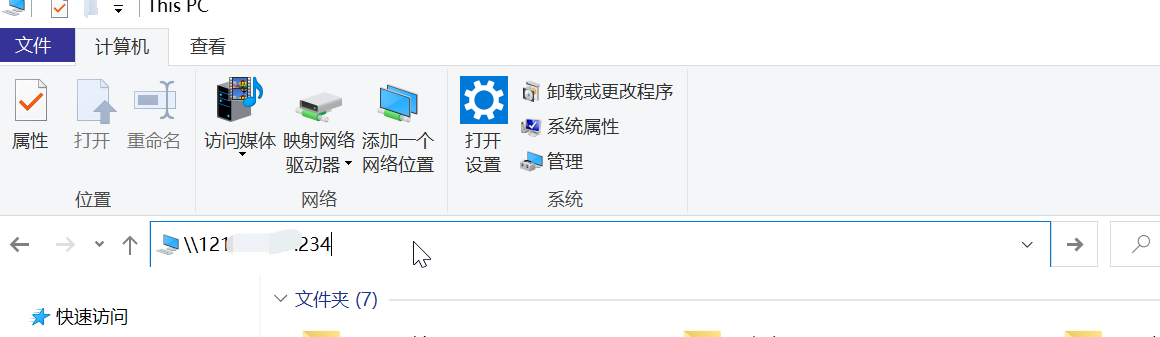 This PC
文件 计算机 查看
属性 打开 重命名 访问媒体 映射网络 添加一个 打开 卸载或更改程序
驱动器 网络位置 设置 系统属性
管理
位置 网络 系统
\\121 .234
文件夹 (7)
快速访问